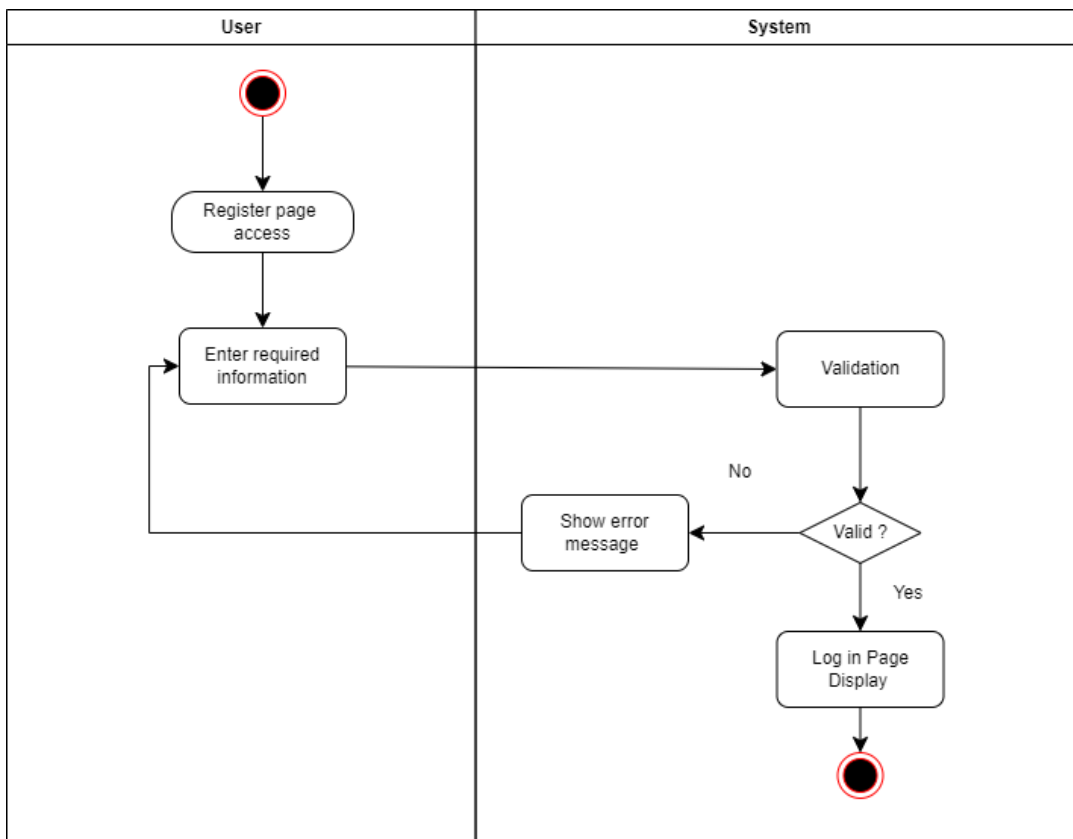 User
System
Register page
access
Enter required
information
Validation
No
Show error
message
Valid ?
Yes
Log in Page
Display